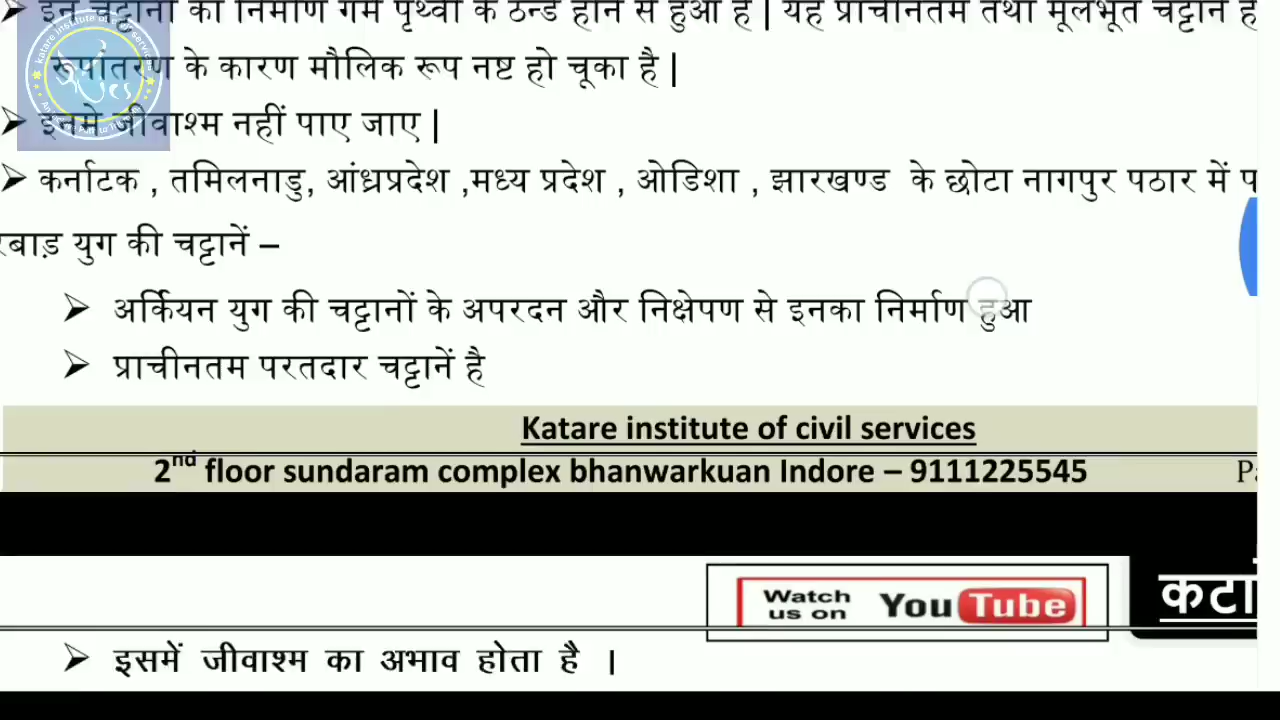 इन चट्टानों का निर्माण गर्म पृथ्वी के ठन्डे होने से हुआ है | यह प्राचीनतम तथा मूलभूत चट्टान
रूपांतरण के कारण मौलिक रूप नष्ट हो चूका है |
इनमे जीवाश्म नहीं पाए जाए |
कर्नाटक , तमिलनाडु, आंध्रप्रदेश ,मध्य प्रदेश , ओडिशा , झारखण्ड के छोटा नागपुर पठार में
युग की चट्टानें –
अर्कियन युग की चट्टानों के अपरदन और निक्षेपण से इनका निर्माण हुआ
प्राचीनतम परतदार चट्टानें है
Katare institute of civil services
2nd floor sundaram complex bhanwarkuan Indore – 9111225545
Watch us on YouTube
इसमें जीवाश्म का अभाव होता है ।